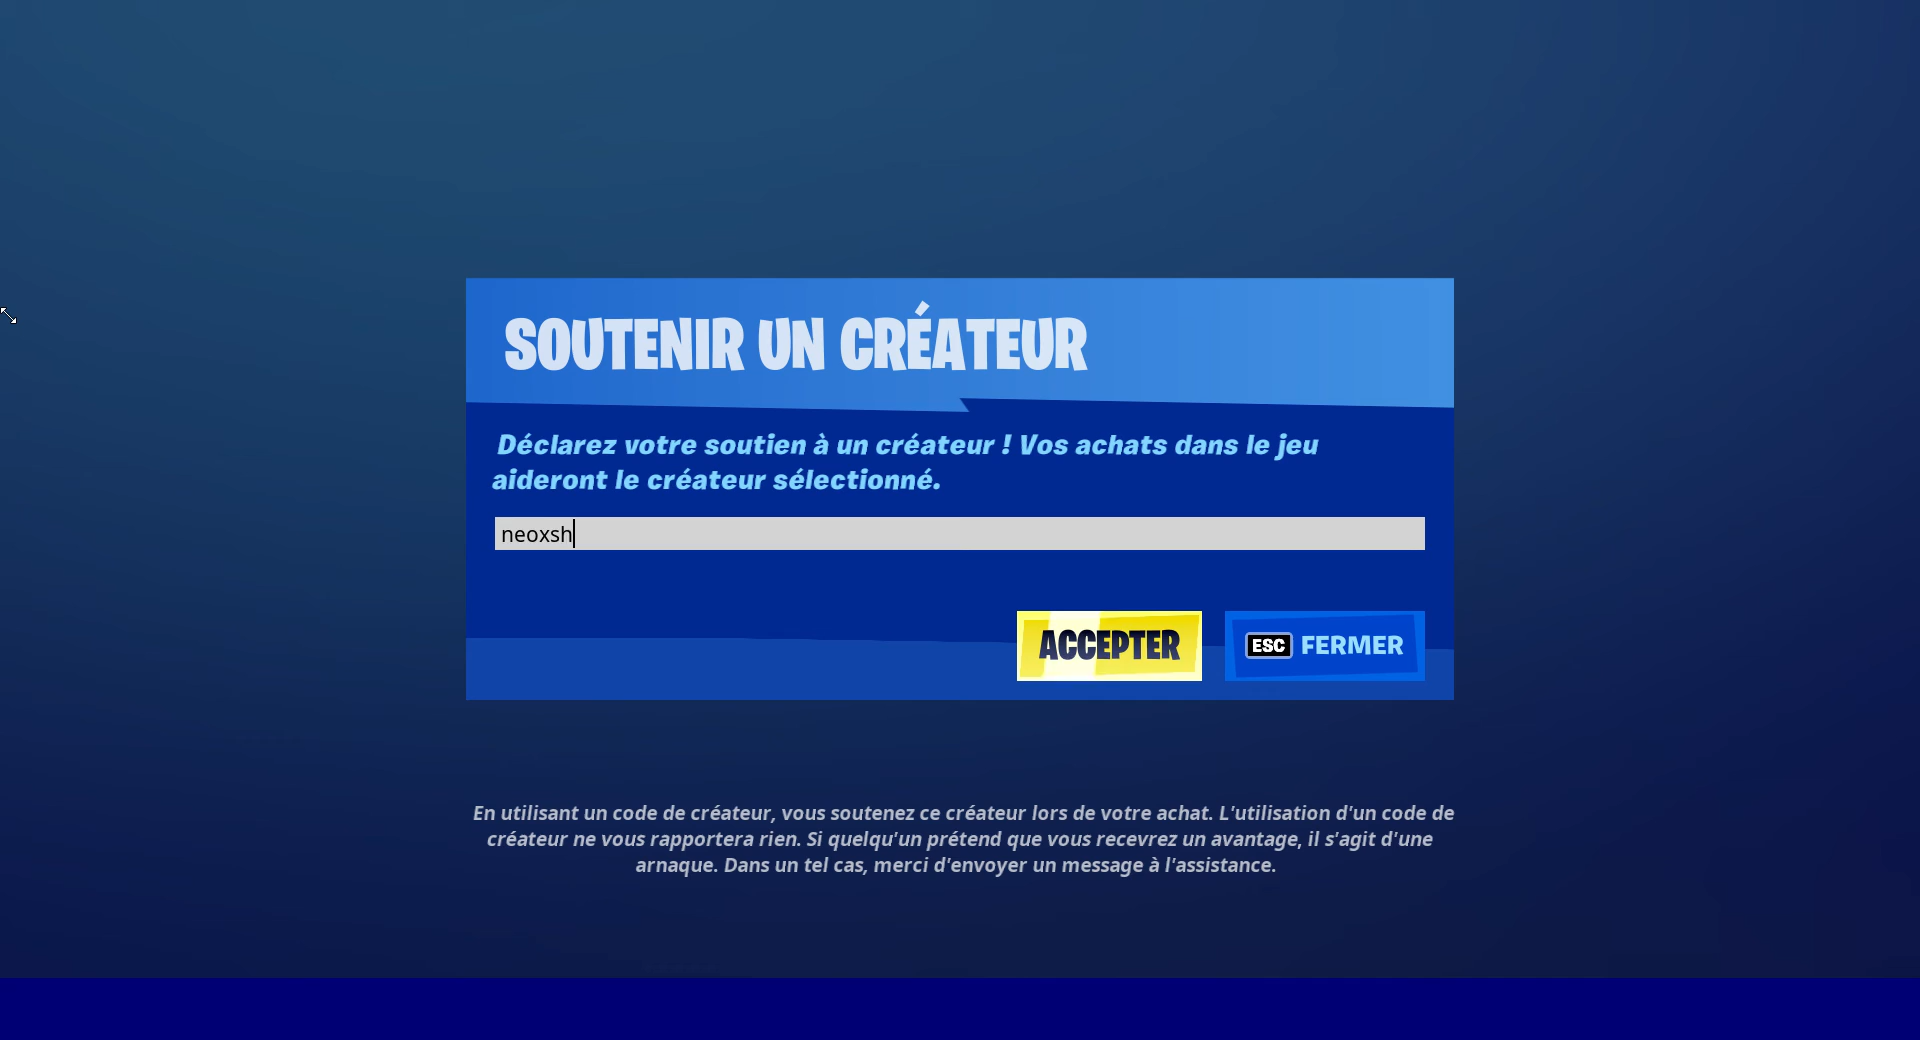 SOUTENIR UN CRÉATEUR
Déclarez votre soutien à un créateur ! Vos achats dans le jeu
aideront le créateur sélectionné.
neoxsh
ACCEPTER
ESC FERMER
En utilisant un code de créateur, vous soutenez ce créateur lors de votre achat. L'utilisation d'un code de
créateur ne vous rapportera rien. Si quelqu'un prétend que vous recevrez un avantage, il s'agit d'une
arnaque. Dans un tel cas, merci d'envoyer un message à l'assistance.